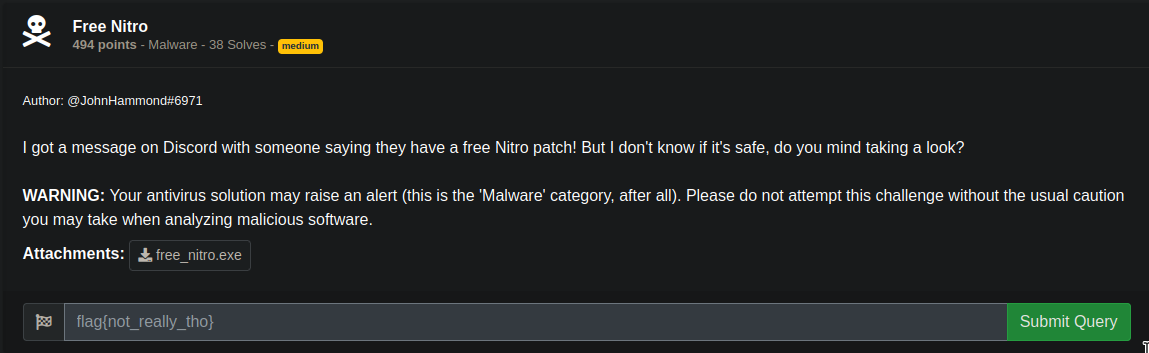 Free Nitro
494 points - Malware - 38 Solves - medium
Author: @JohnHammond#6971
I got a message on Discord with someone saying they have a free Nitro patch! But I don't know if it's safe, do you mind taking a look?
WARNING: Your antivirus solution may raise an alert (this is the 'Malware' category, after all). Please do not attempt this challenge without the usual caution
you may take when analyzing malicious software.
Attachments: free_nitro.exe
flag{not_really_tho} Submit Query